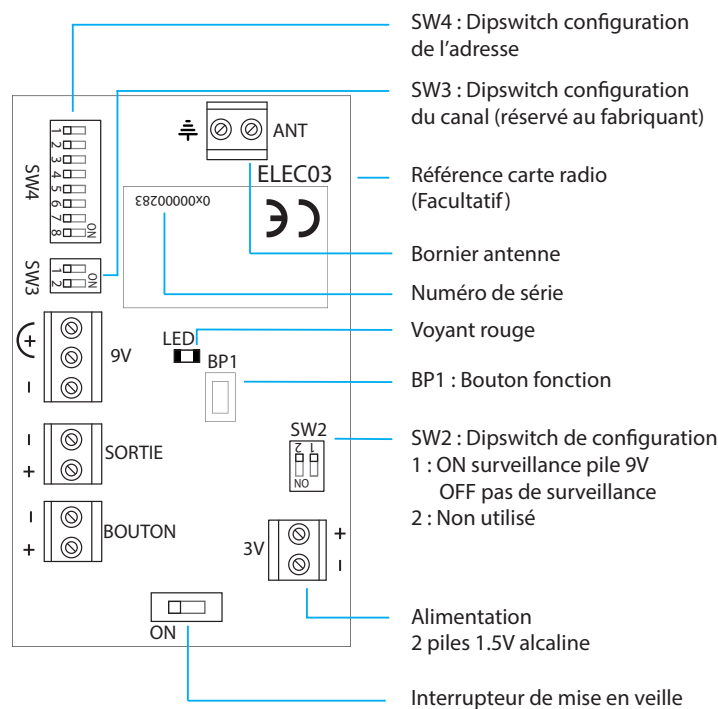 SW4 : Dipswitch configuration
de l'adresse
SW3 : Dipswitch configuration
du canal (réservé au fabriquant)
Référence carte radio
(Facultatif)
Bornier antenne
Numéro de série
Voyant rouge
BP1 : Bouton fonction
SW2 : Dipswitch de configuration
1 : ON surveillance pile 9V
OFF pas de surveillance
2 : Non utilisé
Alimentation
2 piles 1.5V alcaline
Interrupteur de mise en veille
ANT
ELEC03
0x00000283
CE
SW4
1 2 3 4 5 6 7 8
ON
SW3
1 2
ON
+
9V
-
LED
BP1
-
SORTIE
+
SW2
1 2
ON
-
BOUTON
+
3V
+
-
ON